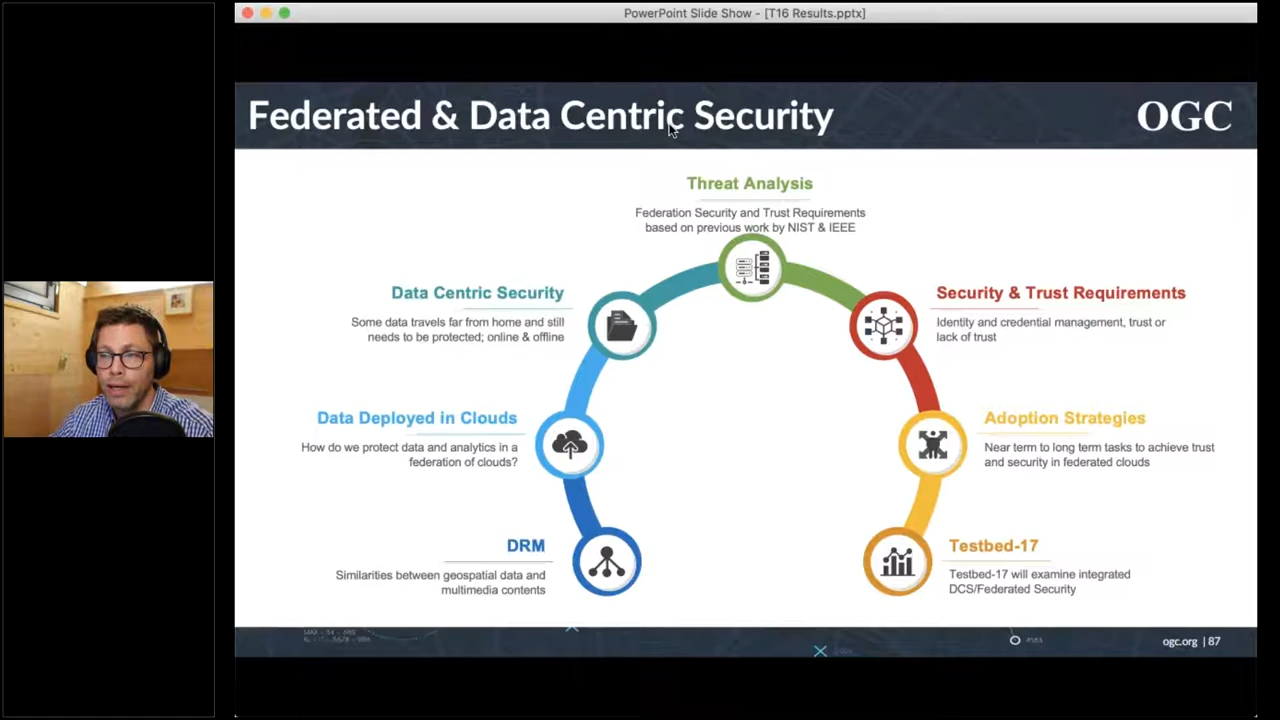 PowerPoint Slide Show - [T16 Results.pptx]
Federated & Data Centric Security
OGC
Threat Analysis
Federation Security and Trust Requirements
based on previous work by NIST & IEEE
Data Centric Security
Some data travels far from home and still
needs to be protected; online & offline
Security & Trust Requirements
Identity and credential management, trust or
lack of trust
Data Deployed in Clouds
How do we protect data and analytics in a
federation of clouds?
Adoption Strategies
Near term to long term tasks to achieve trust
and security in federated clouds
DRM
Similarities between geospatial data and
multimedia contents
Testbed-17
Testbed-17 will examine integrated
DCS/Federated Security
ogc.org | 87